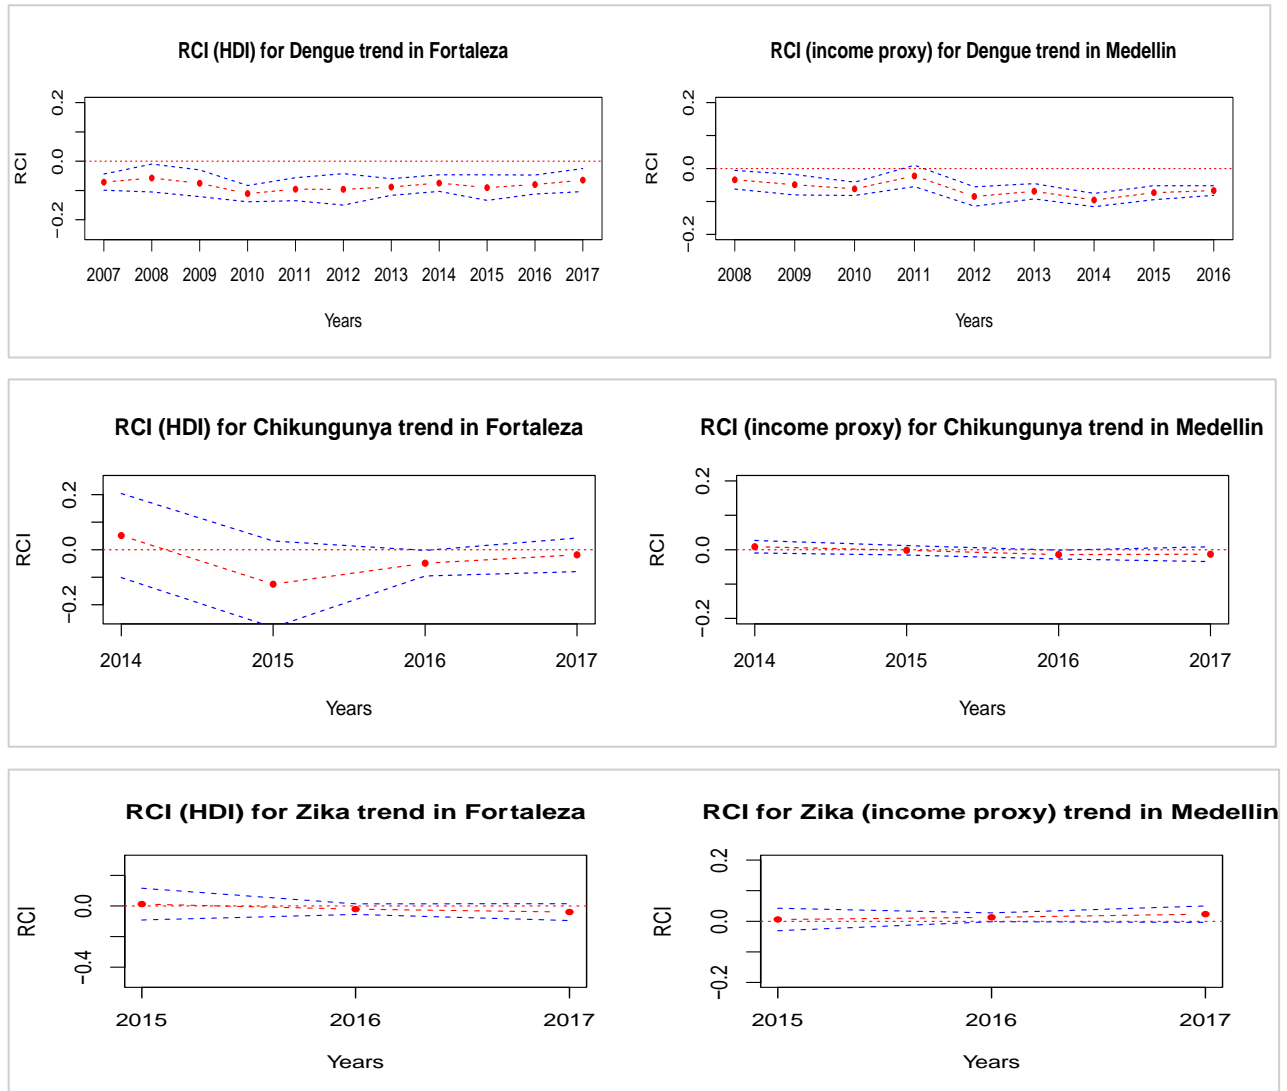 RCI (HDI) for Dengue trend in Fortaleza
RCI
0.2
0.0
−0.2
2007 2008 2009 2010 2011 2012 2013 2014 2015 2016 2017
Years
RCI (income proxy) for Dengue trend in Medellin
RCI
0.2
0.0
−0.2
2008 2009 2010 2011 2012 2013 2014 2015 2016
Years
RCI (HDI) for Chikungunya trend in Fortaleza
RCI
0.2
0.0
−0.2
2014 2015 2016 2017
Years
RCI (income proxy) for Chikungunya trend in Medellin
RCI
0.2
0.0
−0.2
2014 2015 2016 2017
Years
RCI (HDI) for Zika trend in Fortaleza
RCI
0.0
−0.4
2015 2016 2017
Years
RCI for Zika (income proxy) trend in Medellin
RCI
0.2
0.0
−0.2
2015 2016 2017
Years